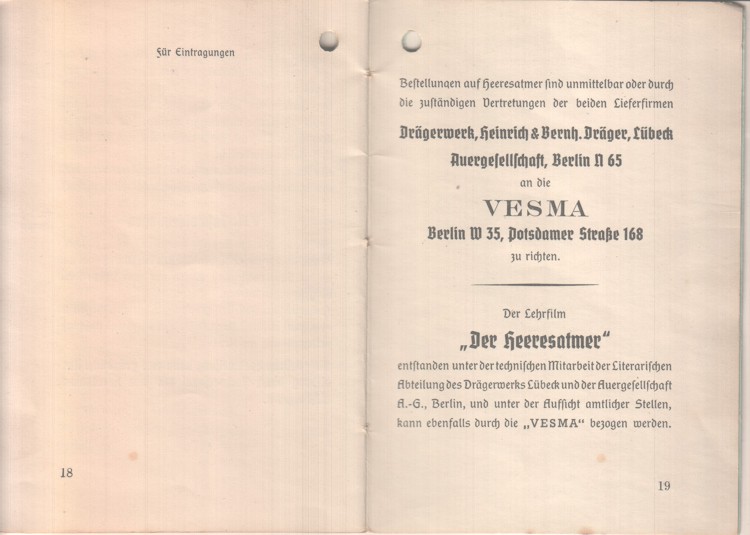 Für Eintragungen
18
Bestellungen auf Heeresatmer sind unmittelbar oder durch
die zuständigen Vertretungen der beiden Lieferfirmen
Drägerwerk, Heinrich & Bernh. Dräger, Lübeck
Auergesellschaft, Berlin N 65
an die
VESMA
Berlin W 35, Potsdamer Straße 168
zu richten.
Der Lehrfilm
„Der Heeresatmer“
entstanden unter der technischen Mitarbeit der Literarischen
Abteilung des Drägerwerks Lübeck und der Auergesellschaft
A.-G., Berlin, und unter der Aufsicht amtlicher Stellen,
kann ebenfalls durch die „VESMA“ bezogen werden.
19